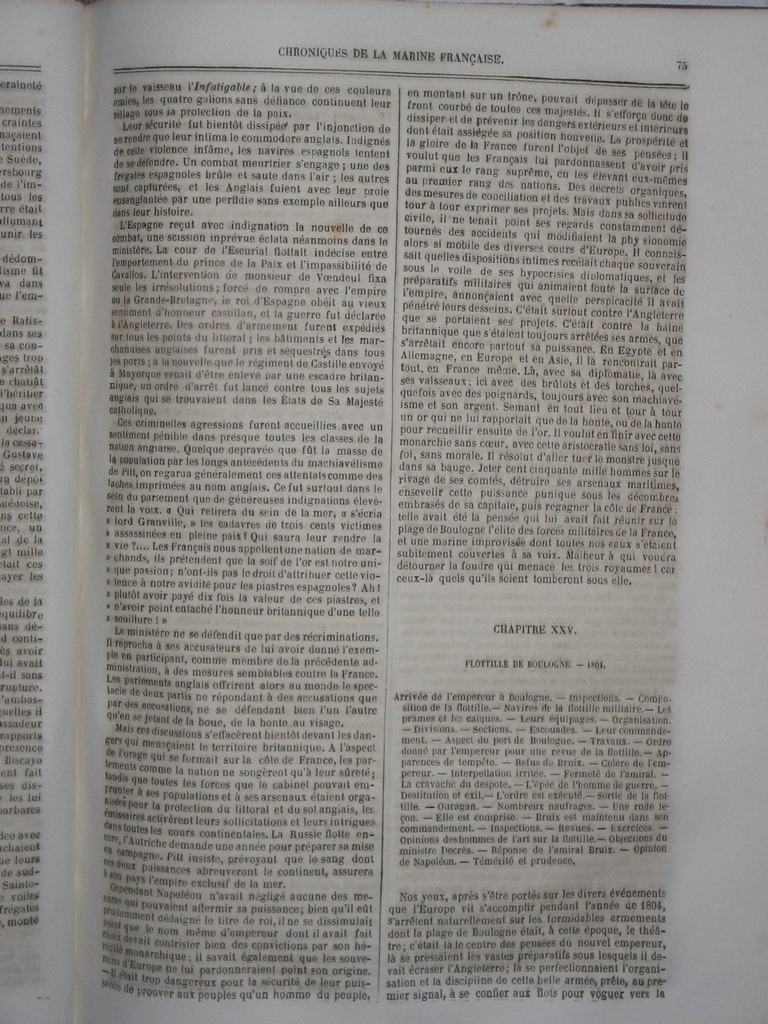 CHRONIQUES DE LA MARINE FRANÇAISE.
75
sur le vaisseau l'Infatigable; à la vue de ces couleurs
amies, les quatre galions sans défiance continuent leur
sillage sous la protection de la paix.
Leur sécurité fut bientôt dissipée par l'injonction de
se rendre que leur intima le commodore anglais. Indignés
de cette violence infâme, les navires espagnols tentent
de se défendre. Un combat meurtrier s'engage; une des
frégates espagnoles brûle et saute dans l'air; les autres
sont capturées, et les Anglais fuient avec leur proie
ensanglantée par une perfidie sans exemple ailleurs que
dans leur histoire.
L'Espagne reçut avec indignation la nouvelle de ce
combat, une scission imprévue éclata néanmoins dans le
ministère. La cour de l'Escurial flottait indécise entre
l'emportement du prince de la Paix et l'impassibilité de
Cavallos. L'intervention de monsieur de Vœndeul fixa
seule les irrésolutions; forcé de rompre avec l'empire
ou la Grande-Bretagne, le roi d'Espagne obéit au vieux
sentiment d'honneur castillan, et la guerre fut déclarée
à l'Angleterre. Des ordres d'armement furent expédiés
sur tous les points du littoral; les bâtiments et les mar-
chandises anglaises furent pris et séquestrés dans tous
les ports; à la nouvelle que le régiment de Castille envoyé
à Mayorque venait d'être enlevé par une escadre britan-
nique, un ordre d'arrêt fut lancé contre tous les sujets
anglais qui se trouvaient dans les Etats de Sa Majesté
catholique.
Ces criminelles agressions furent accueillies avec un
sentiment pénible dans presque toutes les classes de la
nation anglaise. Quelque dépravée que fût la masse de
la population par les longs antécédents du machiavélisme
de Pitt, on regarda généralement ces attentats comme des
taches imprimées au nom anglais. Ce fut surtout dans le
sein du parlement que de généreuses indignations élevè-
rent la voix. « Qui retirera du sein de la mer, « s'écria
» lord Granville, » les cadavres de trois cents victimes
» assassinées en pleine paix? Qui saura leur rendre la
» vie ?.... Les Français nous appellent une nation de mar-
» chands, ils prétendent que la soif de l'or est notre uni-
» que passion; n'ont-ils pas le droit d'attribuer cette vio-
» lence à notre avidité pour les piastres espagnoles? Ah!
» plutôt avoir payé dix fois la valeur de ces piastres, et
» n'avoir point entaché l'honneur britannique d'une telle
» souillure! »
Le ministère ne se défendit que par des récriminations.
Il reprocha à ses accusateurs de lui avoir donné l'exem-
ple en participant, comme membre de la précédente ad-
ministration, à des mesures semblables contre la France.
Les parlements anglais offrirent alors au monde le spec-
tacle de deux partis ne répondant à des accusations que
par des accusations, ne se défendant bien l'un l'autre
qu'en se jetant de la boue, de la honte au visage.
Mais ces discussions s'effacèrent bientôt devant les dan-
gers qui menaçaient le territoire britannique. A l'aspect
de l'orage qui se formait sur la côte de France, les par-
tements comme la nation ne songèrent qu'à leur sûreté;
tandis que toutes les forces que le cabinet pouvait em-
prunter à ses populations et à ses arsenaux étaient orga-
nisées pour la protection du littoral et du sol anglais, les
émissaires activèrent leurs sollicitations et leurs intrigues
dans toutes les cours continentales. La Russie flotte en-
core, l'Autriche demande une année pour préparer sa mise
en campagne. Pitt insiste, prévoyant que le sang dont
ces deux puissances abreuveront le continent, assurera
à son pays l'empire exclusif de la mer.
Cependant Napoléon n'avait négligé aucune des me-
sures qui pouvaient affermir sa puissance; bien qu'il eût
prudemment dédaigné le titre de roi, il ne se dissimulait
point que le nom même d'empereur dont il avait fait
choix devait contrister bien des convictions par son hé-
rédité monarchique; il savait également que les souve-
rains d'Europe ne lui pardonneraient point son origine.
— Il était trop dangereux pour la sécurité de leur puis-
sance de prouver aux peuples qu'un homme du peuple,
en montant sur un trône, pouvait dépasser de la tête le
front courbé de toutes ces majestés. Il s'efforça donc de
dissiper et de prévenir les dangers extérieurs et intérieurs
dont était assiégée sa position nouvelle. La prospérité et
la gloire de la France furent l'objet de ses pensées; il
voulut que les Français lui pardonnassent d'avoir pris
parmi eux le rang suprême, en les élevant eux-mêmes
au premier rang des nations. Des décrets organiques,
des mesures de conciliation et des travaux publics vinrent
tour à tour exprimer ses projets. Mais dans sa sollicitude
civile, il ne tenait point ses regards constamment dé-
tournés des accidents qui modifiaient la physionomie
alors si mobile des diverses cours d'Europe. Il connais-
sait quelles dispositions intimes recélait chaque souverain
sous le voile de ses hypocrisies diplomatiques, et les
préparatifs militaires qui animaient toute la surface de
l'empire, annonçaient avec quelle perspicacité il avait
pénétré leurs desseins. C'était surtout contre l'Angleterre
que se portaient ses projets. C'était contre la haine
britannique que s'étaient toujours arrêtées ses armes, que
s'arrêtait encore partout sa puissance. En Egypte et en
Allemagne, en Europe et en Asie, il la rencontrait par-
tout, en France même. Là, avec sa diplomatie, là avec
ses vaisseaux; ici avec des brûlots et des torches, quel-
quefois avec des poignards, toujours avec son machiavé-
isme et son argent. Semant en tout lieu et tour à tour
un or qui ne lui rapportait que de la honte, ou de la honte
pour recueillir ensuite de l'or. Il voulut en finir avec cette
monarchie sans cœur, avec cette aristocratie sans loi, sans
foi, sans morale. Il résolut d'aller tuer le monstre jusque
dans sa bauge. Jeter cent cinquante mille hommes sur le
rivage de ses comtés, détruire ses arsenaux maritimes,
ensevelir cette puissance punique sous les décombres
embrasés de sa capitale, puis regagner la côte de France:
telle avait été la pensée qui lui avait fait réunir sur la
plage de Boulogne l'élite des forces militaires de la France,
et une marine improvisée dont toutes nos eaux s'étaient
subitement couvertes à sa voix. Malheur à qui voudra
détourner la foudre qui menace les trois royaumes! car
ceux-là quels qu'ils soient tomberont sous elle.
CHAPITRE XXV.
FLOTTILLE DE BOULOGNE. — 1804.
Arrivée de l'empereur à Boulogne. — Inspections. — Compo-
sition de la flottille.— Navires de la flottille militaire.— Les
prames et les caïques. — Leurs équipages. — Organisation.
— Divisions. — Sections. — Escouades. — Leur commande-
ment. — Aspect du port de Boulogne. — Travaux. — Ordre
donné par l'empereur pour une revue de la flottille. — Ap-
parences de tempête. — Refus de Bruix. — Colère de l'em-
pereur. — Interpellation irritée. — Fermeté de l'amiral. —
La cravache du despote. — L'épée de l'homme de guerre. —
Destitution et exil. — L'ordre est exécuté. — Sortie de la flot-
tille. — Ouragan. — Nombreux naufrages. — Une rude le-
çon. — Elle est comprise. — Bruix est maintenu dans son
commandement. — Inspections. — Revues. — Exercices. —
Opinions des hommes de l'art sur la flottille.— Objections du
ministre Decrès. — Réponse de l'amiral Bruix. — Opinion
de Napoléon. — Témérité et prudence.
Nos yeux, après s'être portés sur les divers événements
que l'Europe vit s'accomplir pendant l'année de 1804,
s'arrêtent naturellement sur les formidables armements
dont la plage de Boulogne était, à cette époque, le théâ-
tre; c'était là le centre des pensées du nouvel empereur,
là se pressaient les vastes préparatifs sous lesquels il de-
vait écraser l'Angleterre; là se perfectionnaient l'organi-
sation et la discipline de cette belle armée, prête, au pre-
mier signal, à se confier aux flots pour voguer vers la